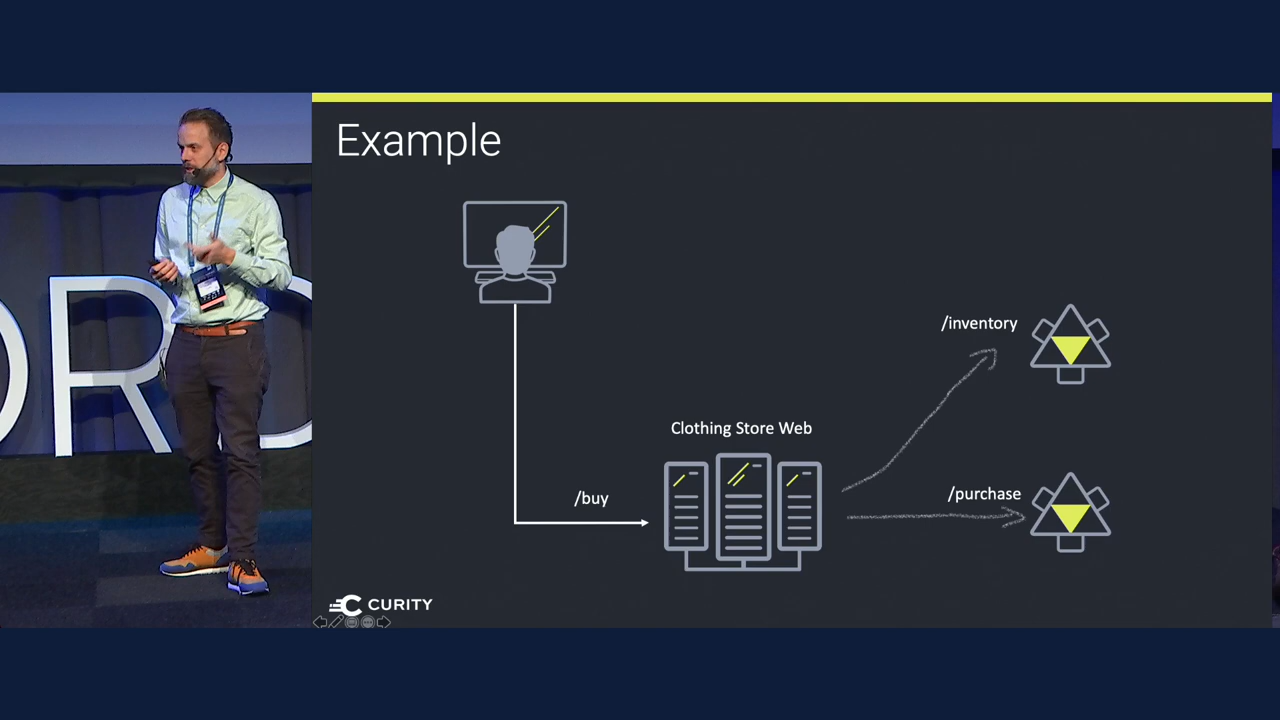 Example
/inventory
Clothing Store Web
/purchase
/buy
CURITY